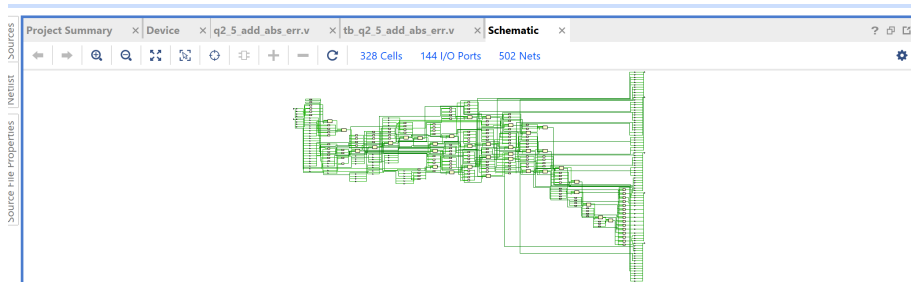 Project Summary × Device × q2_5_add_abs_err.v × tb_q2_5_add_abs_err.v × Schematic × ?
328 Cells 144 I/O Ports 502 Nets
Sources
Netlist
Source File Properties